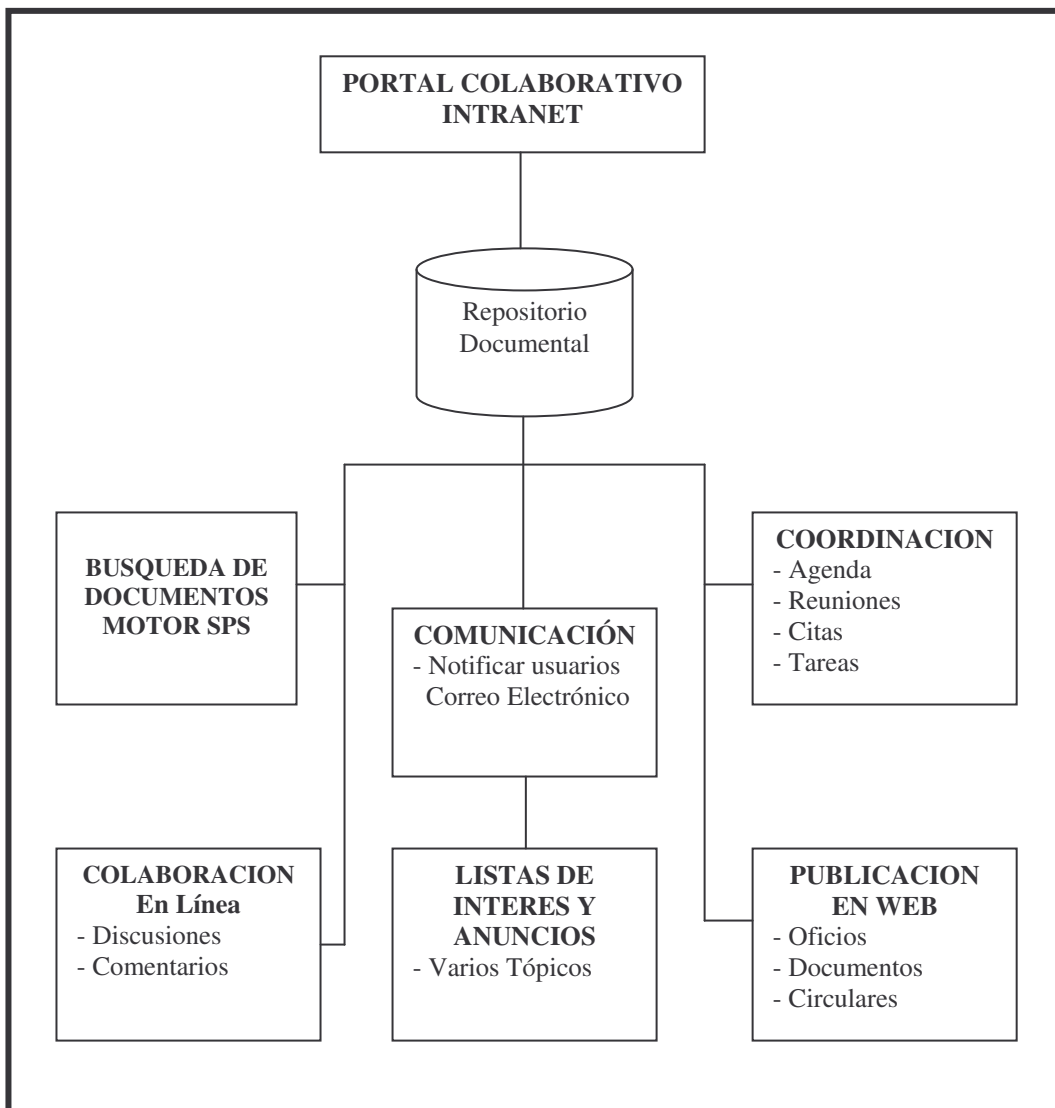 PORTAL COLABORATIVO
INTRANET
Repositorio
Documental
BUSQUEDA DE
DOCUMENTOS
MOTOR SPS
COMUNICACIÓN
- Notificar usuarios
Correo Electrónico
COORDINACION
- Agenda
- Reuniones
- Citas
- Tareas
COLABORACION
En Línea
- Discusiones
- Comentarios
LISTAS DE
INTERES Y
ANUNCIOS
- Varios Tópicos
PUBLICACION
EN WEB
- Oficios
- Documentos
- Circulares